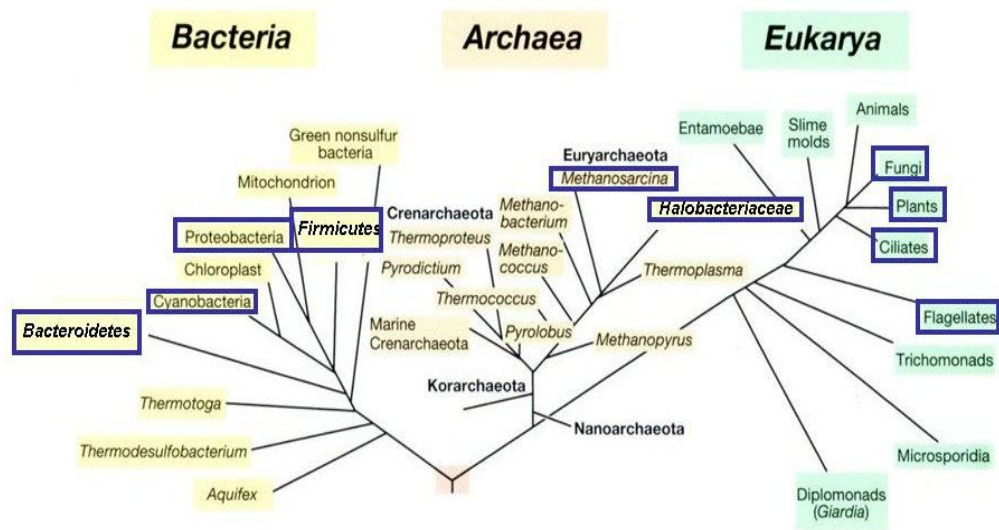 Bacteria
Archaea
Eukarya
Green nonsulfur
bacteria
Mitochondrion
Proteobacteria
Firmicutes
Chloroplast
Cyanobacteria
Bacteroidetes
Thermotoga
Thermodesulfobacterium
Aquifex
Euryarchaeota
Methanosarcina
Crenarchaeota
Methano-
bacterium
Halobacteriaceae
Thermoproteus
Methano-
coccus
Pyrodictium
Thermoplasma
Thermococcus
Marine
Crenarchaeota
Pyrolobus
Methanopyrus
Korarchaeota
Nanoarchaeota
Entamoebae
Slime
molds
Animals
Fungi
Plants
Ciliates
Flagellates
Trichomonads
Microsporidia
Diplomonads
(Giardia)